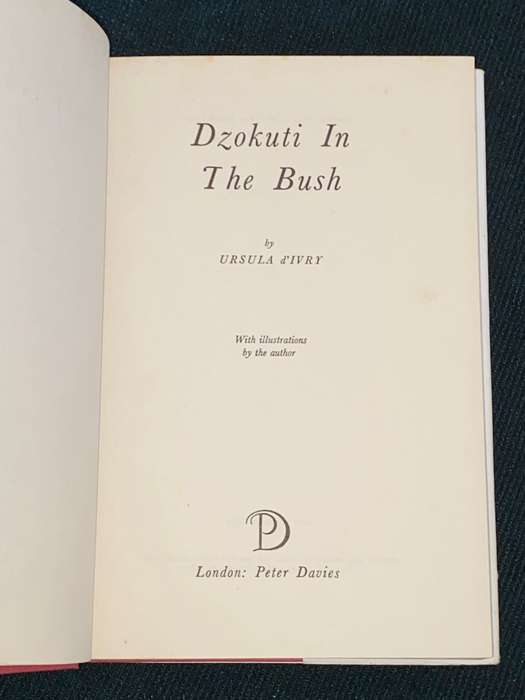 Dzokuti In
The Bush
by
URSULA d'IVRY
With illustrations
by the author
PD
London: Peter Davies